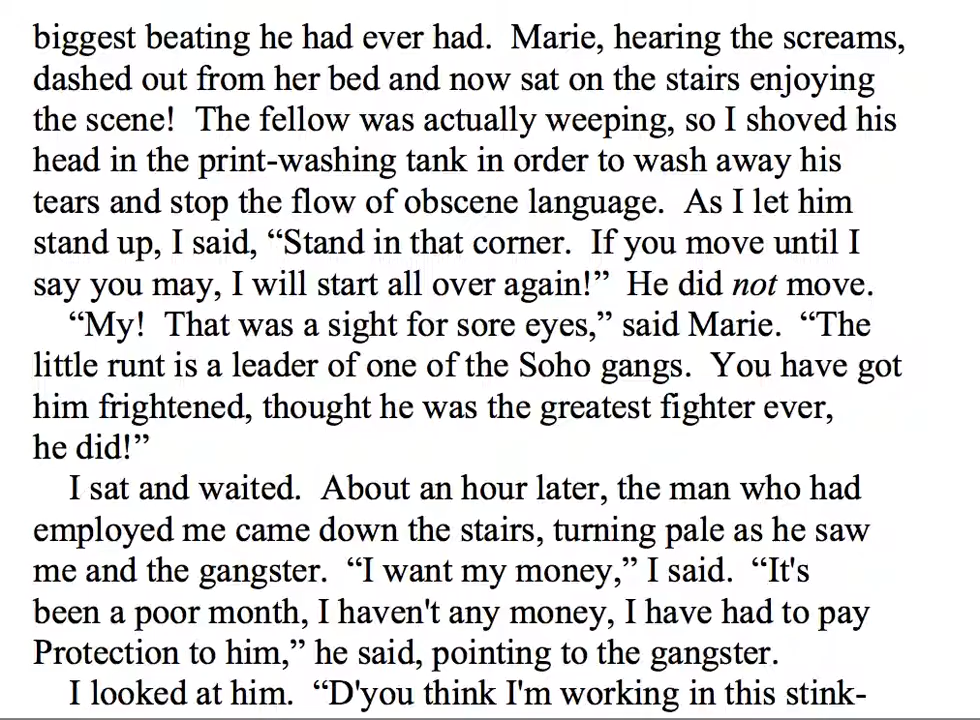 biggest beating he had ever had.  Marie, hearing the screams,
dashed out from her bed and now sat on the stairs enjoying
the scene!  The fellow was actually weeping, so I shoved his
head in the print-washing tank in order to wash away his
tears and stop the flow of obscene language.  As I let him
stand up, I said, “Stand in that corner.  If you move until I
say you may, I will start all over again!”  He did not move.
“My!  That was a sight for sore eyes,” said Marie.  “The
little runt is a leader of one of the Soho gangs.  You have got
him frightened, thought he was the greatest fighter ever,
he did!”
I sat and waited.  About an hour later, the man who had
employed me came down the stairs, turning pale as he saw
me and the gangster.  “I want my money,” I said.  “It's
been a poor month, I haven't any money, I have had to pay
Protection to him,” he said, pointing to the gangster.
I looked at him.  “D'you think I'm working in this stink-